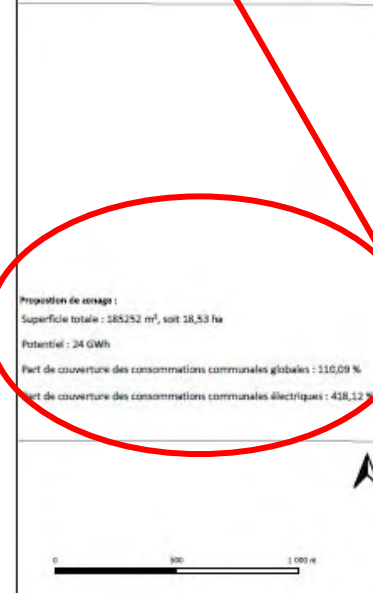 Proposition de zonage :
Superficie totale : 185252 m², soit 18,53 ha
Potentiel : 24 GWh
Part de couverture des consommations communales globales : 110,09 %
Part de couverture des consommations communales électriques : 418,12 %
0 500 1 000 m